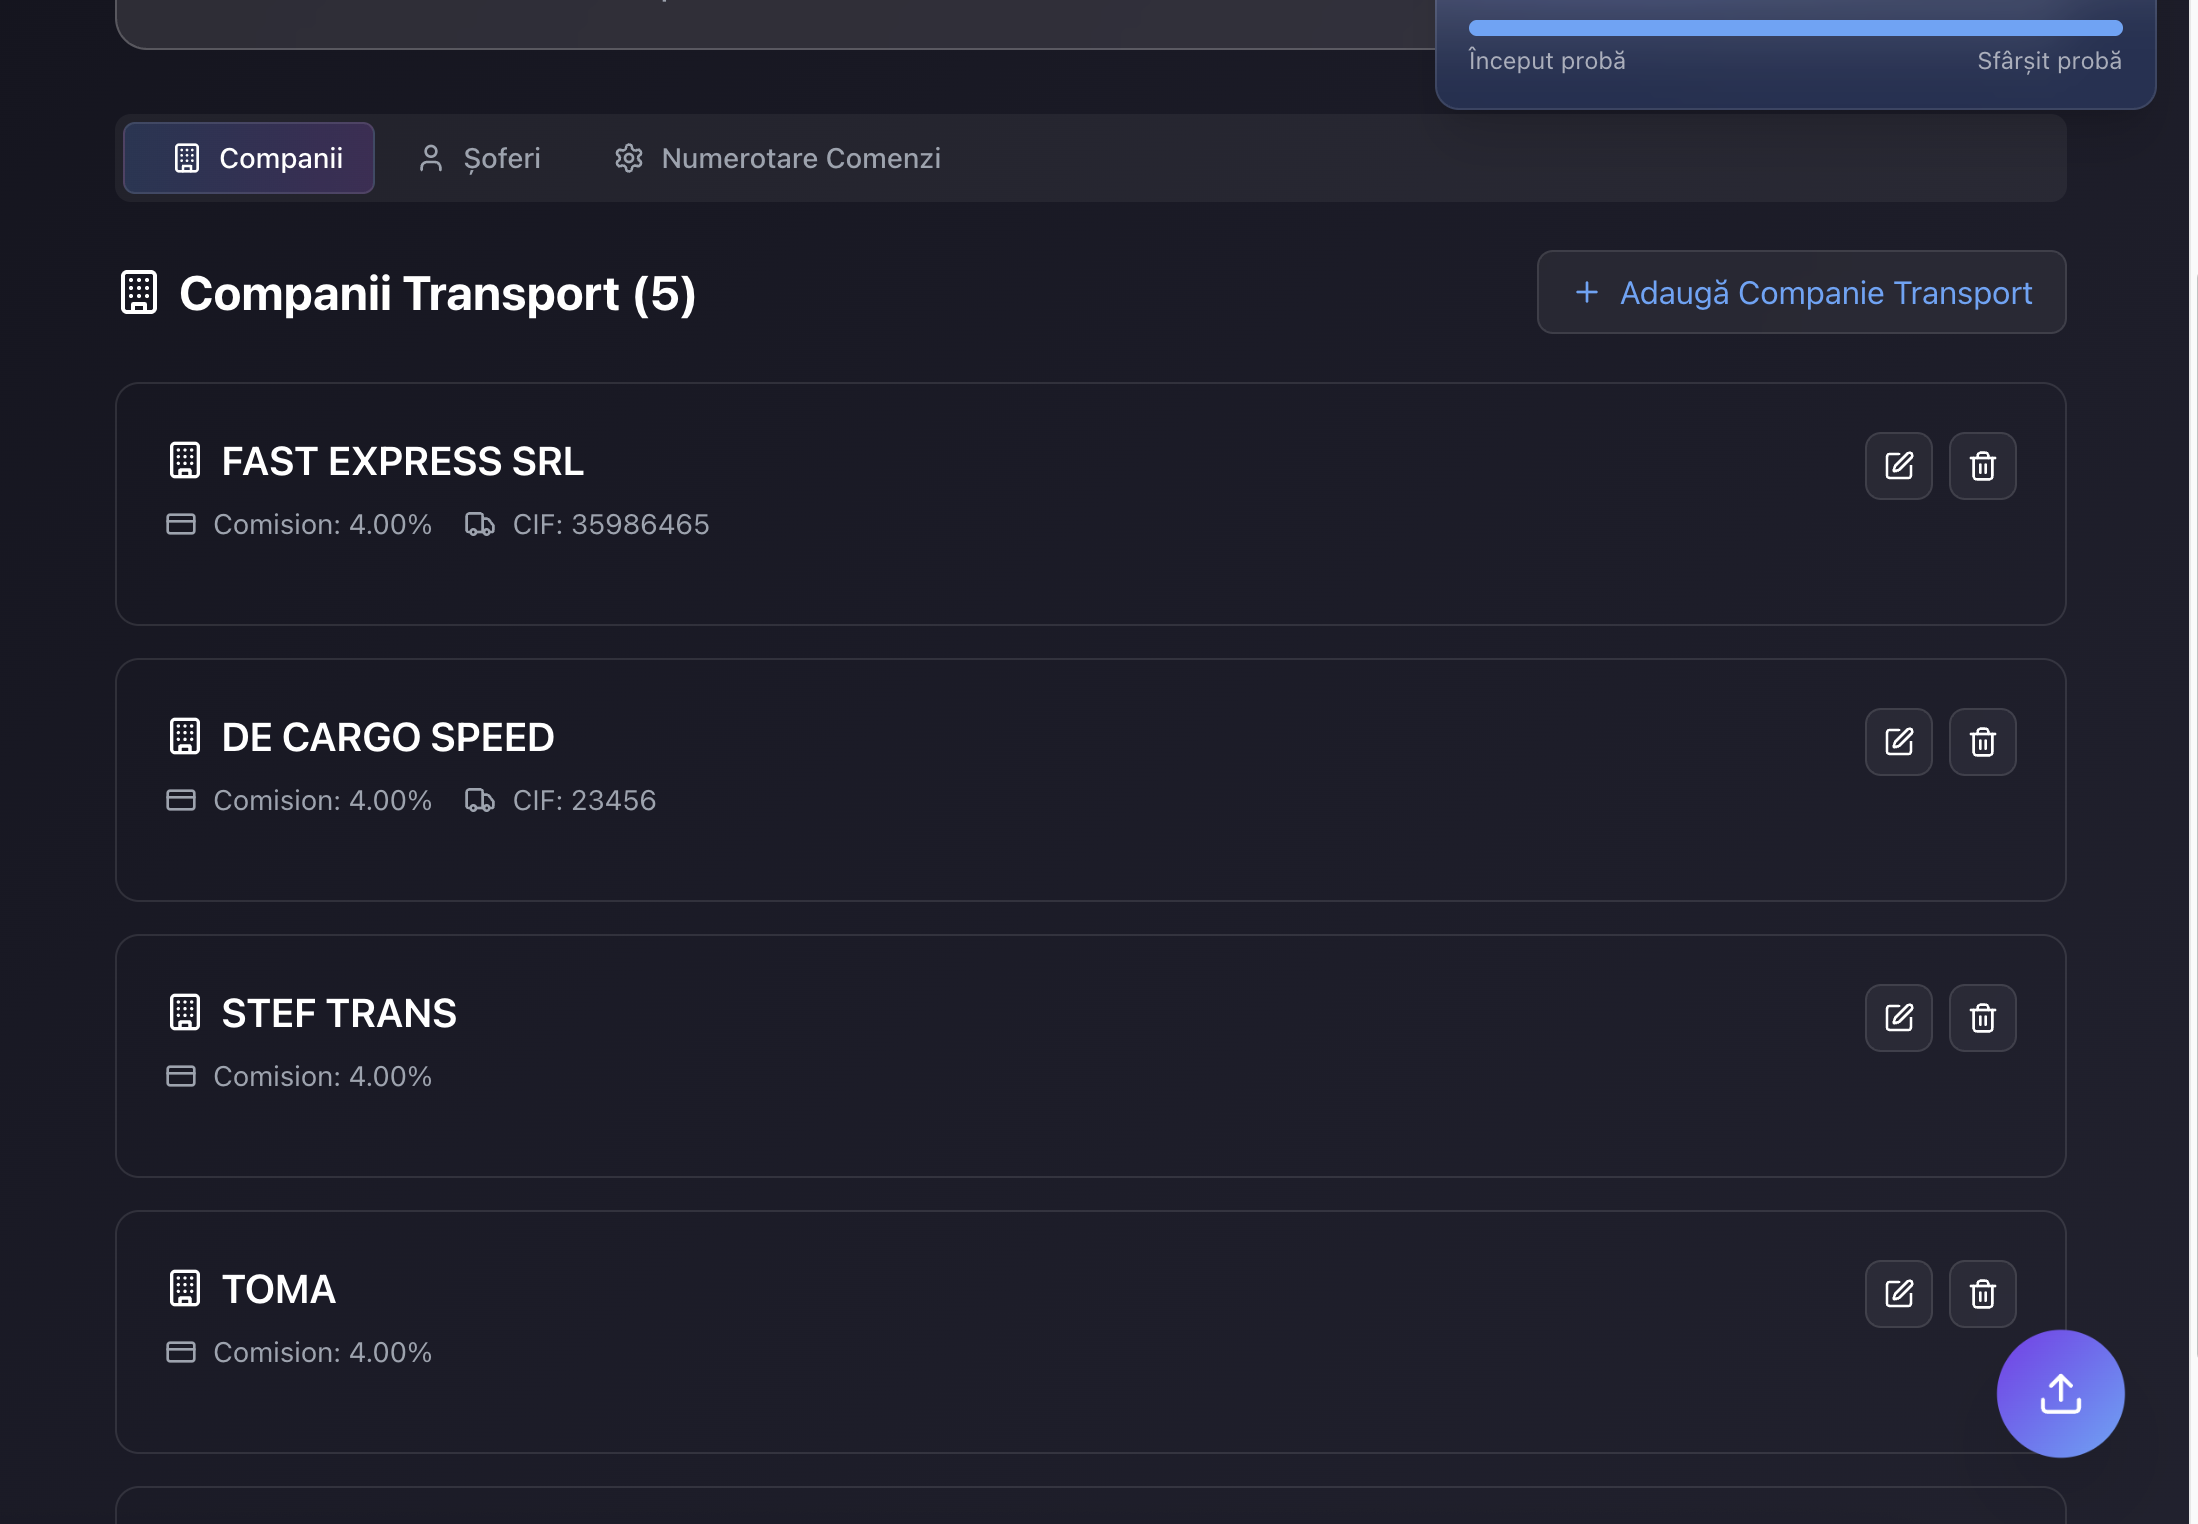 Început probă
Sfârșit probă
Companii
Șoferi
Numerotare Comenzi
Companii Transport (5)
+ Adaugă Companie Transport
FAST EXPRESS SRL
Comision: 4.00% CIF: 35986465
DE CARGO SPEED
Comision: 4.00% CIF: 23456
STEF TRANS
Comision: 4.00%
TOMA
Comision: 4.00%